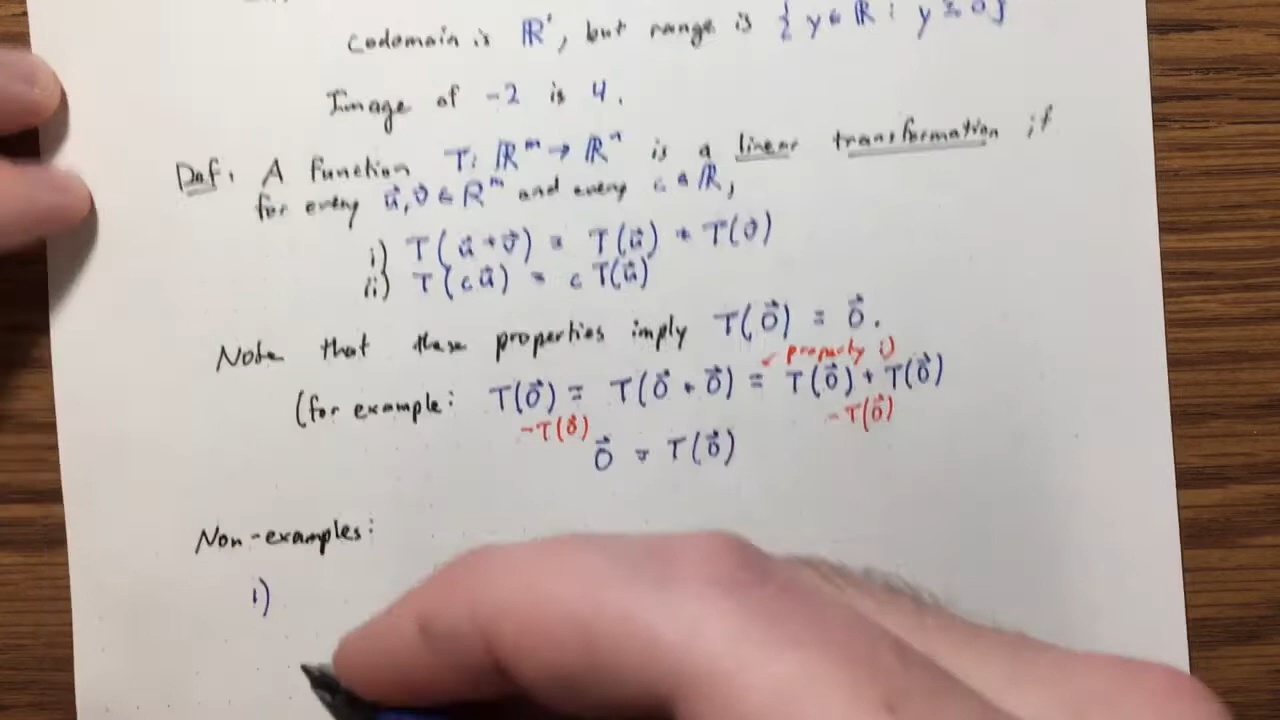 codomain is ℝ¹, but range is { y ∈ ℝ : y ≥ 0 }
Image of -2 is 4.
Def: A function T: ℝᵐ → ℝⁿ is a linear transformation if
for every u⃗, v⃗ ∈ ℝᵐ and every c ∈ ℝ,
i) T(u⃗ + v⃗) = T(u⃗) + T(v⃗)
ii) T(cu⃗) = c T(u⃗)
Note that these properties imply T(0⃗) = 0⃗.
property i)
(for example: T(0⃗) = T(0⃗ + 0⃗) = T(0⃗) + T(0⃗)
-T(0⃗) -T(0⃗)
0⃗ = T(0⃗)
Non-examples:
1)